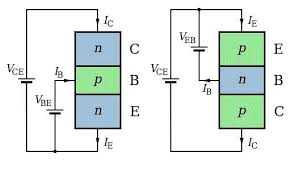 I_C
n C
V_CE I_B p B
V_BE
n E
I_E
I_E
V_EB p E
V_CE n B
I_B
p C
I_C